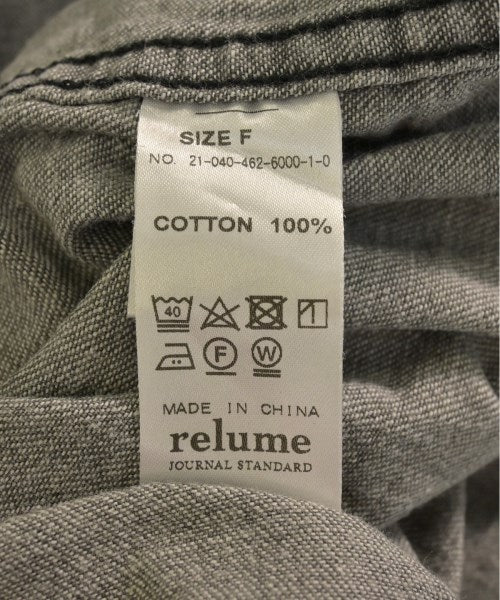 SIZE F
NO. 21-040-462-6000-1-0
COTTON 100%
40
F W
MADE IN CHINA
relume
JOURNAL STANDARD